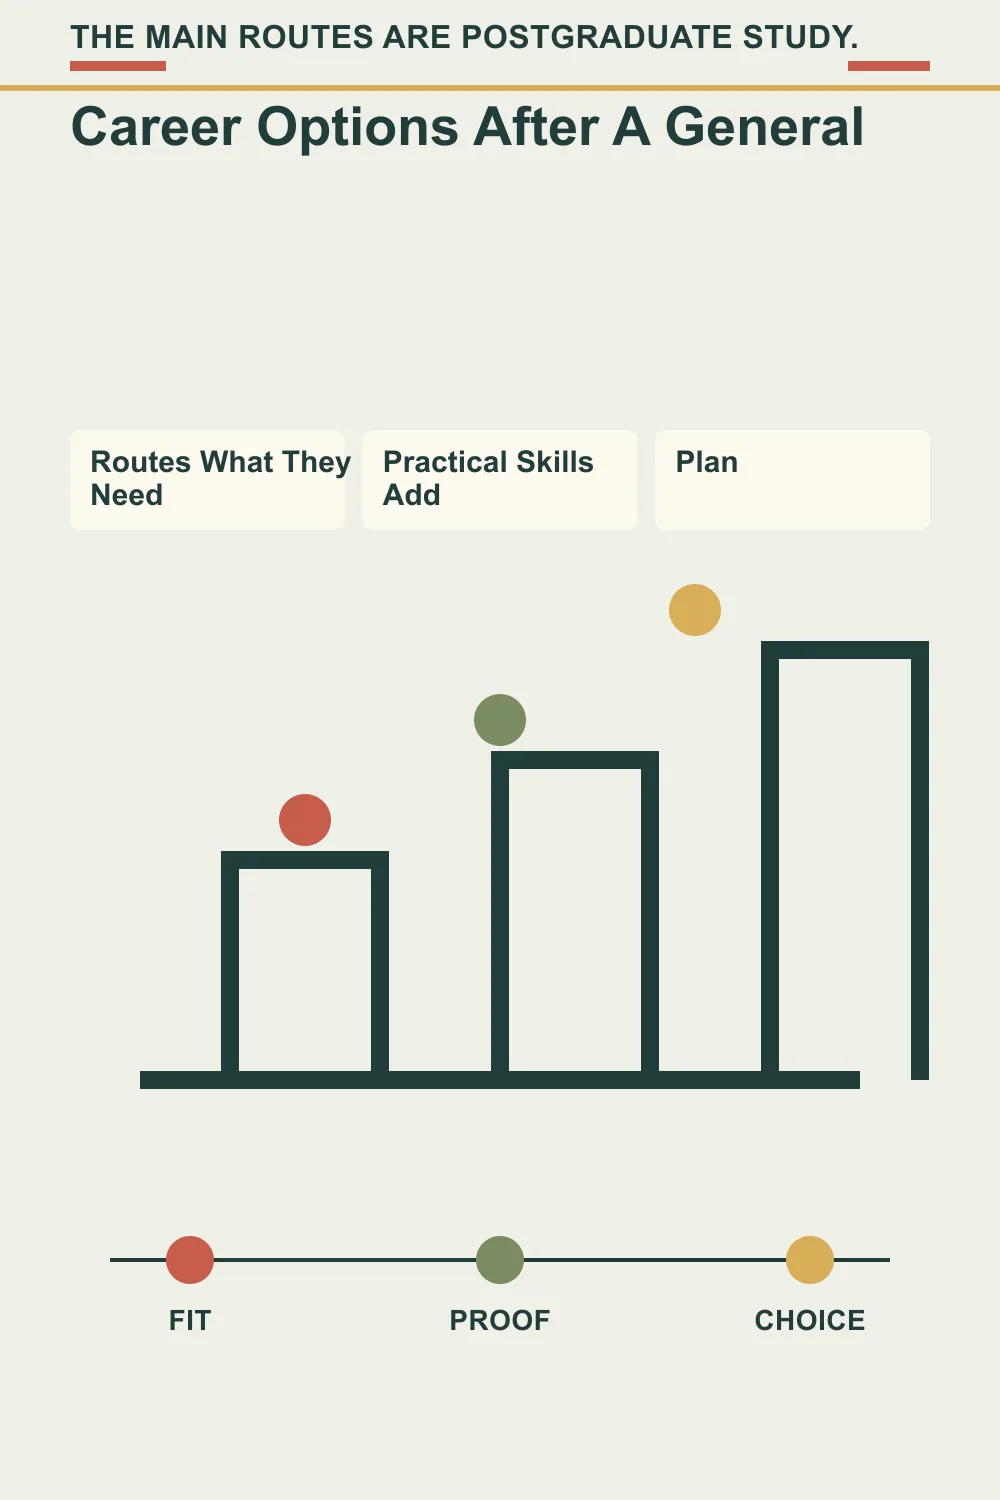 THE MAIN ROUTES ARE POSTGRADUATE STUDY.
Career Options After A General
Routes What They
Need
Practical Skills
Add
Plan
FIT
PROOF
CHOICE